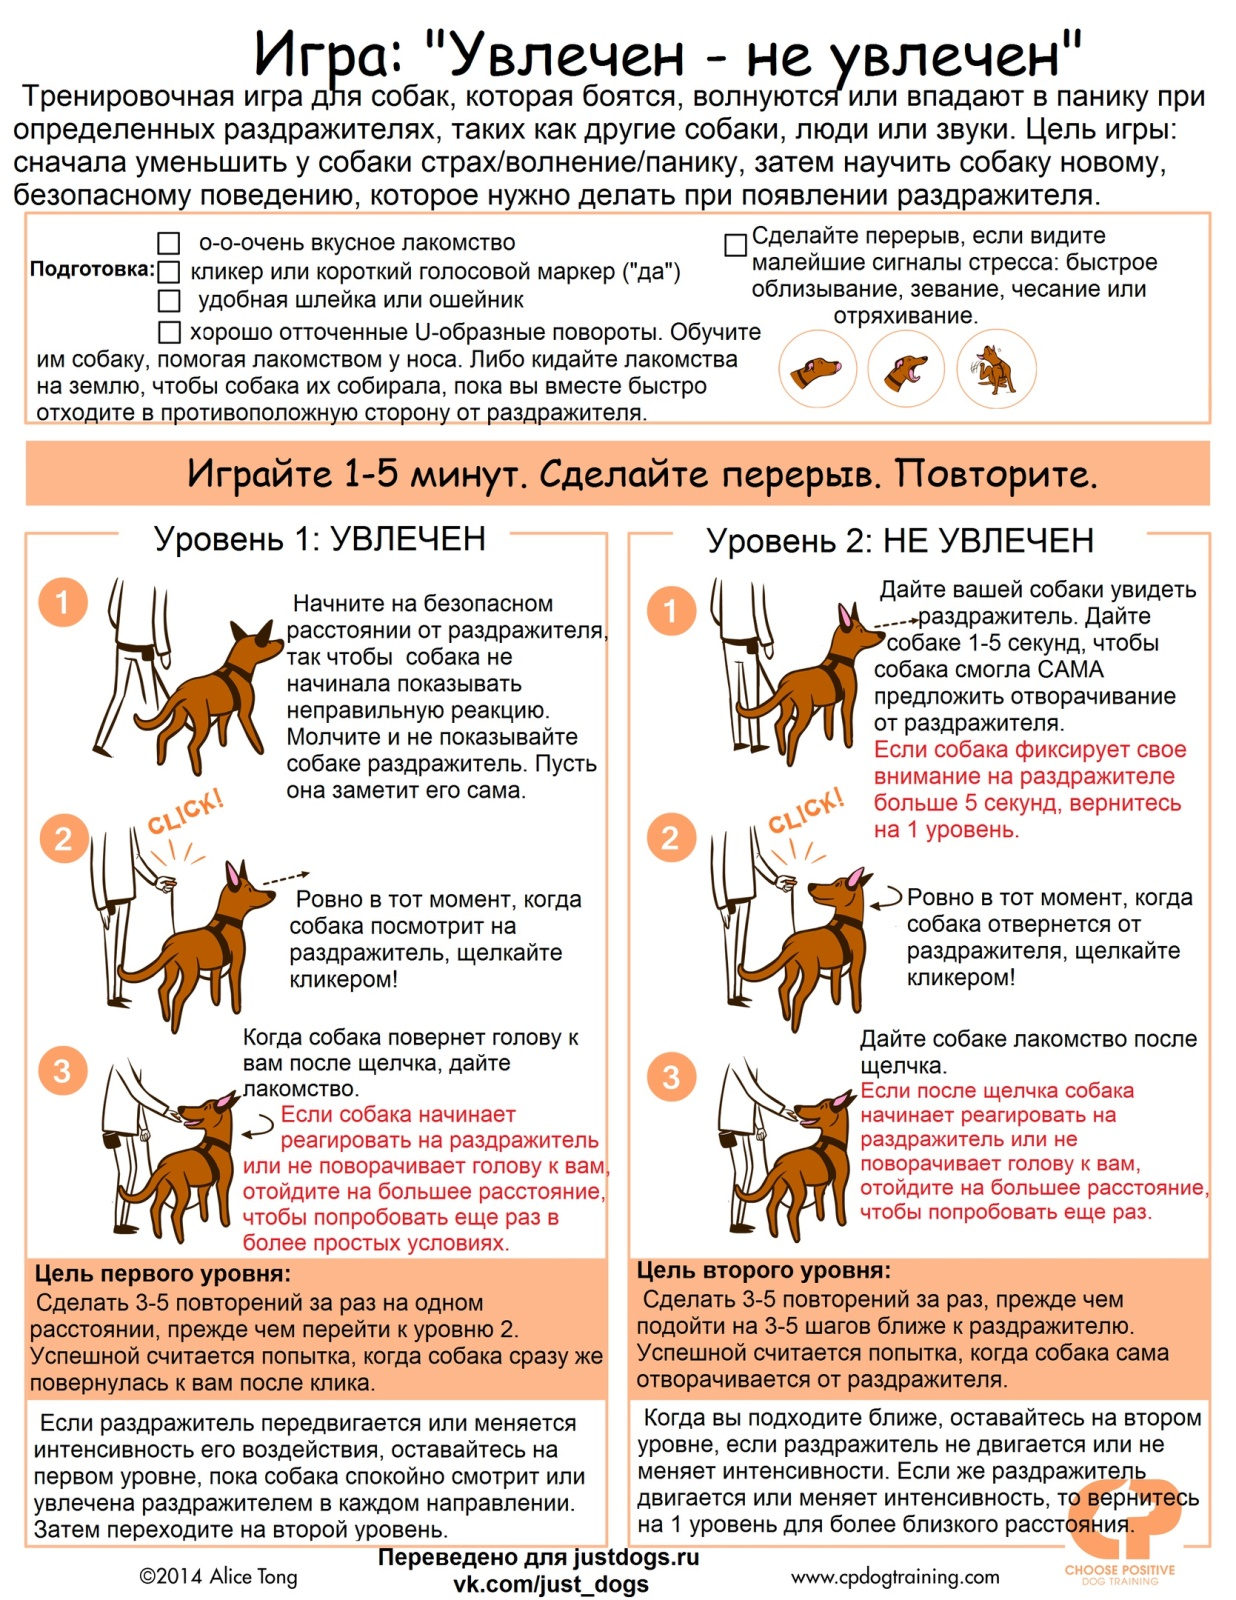 Игра: "Увлечен - не увлечен"
Тренировочная игра для собак, которая боятся, волнуются или впадают в панику при
определенных раздражителях, таких как другие собаки, люди или звуки. Цель игры:
сначала уменьшить у собаки страх/волнение/панику, затем научить собаку новому,
безопасному поведению, которое нужно делать при появлении раздражителя.
Подготовка:
о-о-очень вкусное лакомство
кликер или короткий голосовой маркер ("да")
удобная шлейка или ошейник
хорошо отточенные U-образные повороты. Обучите
им собаку, помогая лакомством у носа. Либо кидайте лакомства
на землю, чтобы собака их собирала, пока вы вместе быстро
отходите в противоположную сторону от раздражителя.
Сделайте перерыв, если видите
малейшие сигналы стресса: быстрое
облизывание, зевание, чесание или
отряхивание.
Играйте 1-5 минут. Сделайте перерыв. Повторите.
Уровень 1: УВЛЕЧЕН
1
Начните на безопасном
расстоянии от раздражителя,
так чтобы собака не
начинала показывать
неправильную реакцию.
Молчите и не показывайте
собаке раздражитель. Пусть
она заметит его сама.
CLICK!
2
Ровно в тот момент, когда
собака посмотрит на
раздражитель, щелкайте
кликером!
3
Когда собака повернет голову к
вам после щелчка, дайте
лакомство.
Если собака начинает
реагировать на раздражитель
или не поворачивает голову к вам,
отойдите на большее расстояние,
чтобы попробовать еще раз в
более простых условиях.
Цель первого уровня:
Сделать 3-5 повторений за раз на одном
расстоянии, прежде чем перейти к уровню 2.
Успешной считается попытка, когда собака сразу же
повернулась к вам после клика.
Если раздражитель передвигается или меняется
интенсивность его воздействия, оставайтесь на
первом уровне, пока собака спокойно смотрит или
увлечена раздражителем в каждом направлении.
Затем переходите на второй уровень.
Уровень 2: НЕ УВЛЕЧЕН
1
Дайте вашей собаки увидеть
раздражитель. Дайте
собаке 1-5 секунд, чтобы
собака смогла САМА
предложить отворачивание
от раздражителя.
Если собака фиксирует свое
внимание на раздражителе
больше 5 секунд, вернитесь
на 1 уровень.
CLICK!
2
Ровно в тот момент, когда
собака отвернется от
раздражителя, щелкайте
кликером!
3
Дайте собаке лакомство после
щелчка.
Если после щелчка собака
начинает реагировать на
раздражитель или не
поворачивает голову к вам,
отойдите на большее расстояние,
чтобы попробовать еще раз.
Цель второго уровня:
Сделать 3-5 повторений за раз, прежде чем
подойти на 3-5 шагов ближе к раздражителю.
Успешной считается попытка, когда собака сама
отворачивается от раздражителя.
Когда вы подходите ближе, оставайтесь на втором
уровне, если раздражитель не двигается или не
меняет интенсивности. Если же раздражитель
двигается или меняет интенсивность, то вернитесь
на 1 уровень для более близкого расстояния.
©2014 Alice Tong
Переведено для justdogs.ru
vk.com/just_dogs
www.cpdogtraining.com
CP
CHOOSE POSITIVE
DOG TRAINING